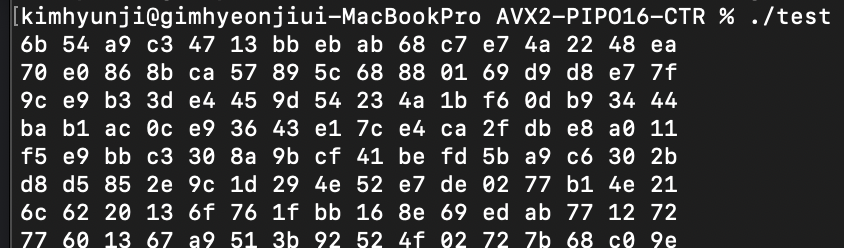 [kimhyunji@gimhyeonjiui-MacBookPro AVX2-PIPO16-CTR % ./test
6b 54 a9 c3 47 13 bb eb ab 68 c7 e7 4a 22 48 ea
70 e0 86 8b ca 57 89 5c 68 88 01 69 d9 d8 e7 7f
9c e9 b3 3d e4 45 9d 54 23 4a 1b f6 0d b9 34 44
ba b1 ac 0c e9 36 43 e1 7c e4 ca 2f db e8 a0 11
f5 e9 bb c3 30 8a 9b cf 41 be fd 5b a9 c6 30 2b
d8 d5 85 2e 9c 1d 29 4e 52 e7 de 02 77 b1 4e 21
6c 62 20 13 6f 76 1f bb 16 8e 69 ed ab 77 12 72
77 60 13 67 a9 51 3b 92 52 4f 02 72 7b 68 c0 9e